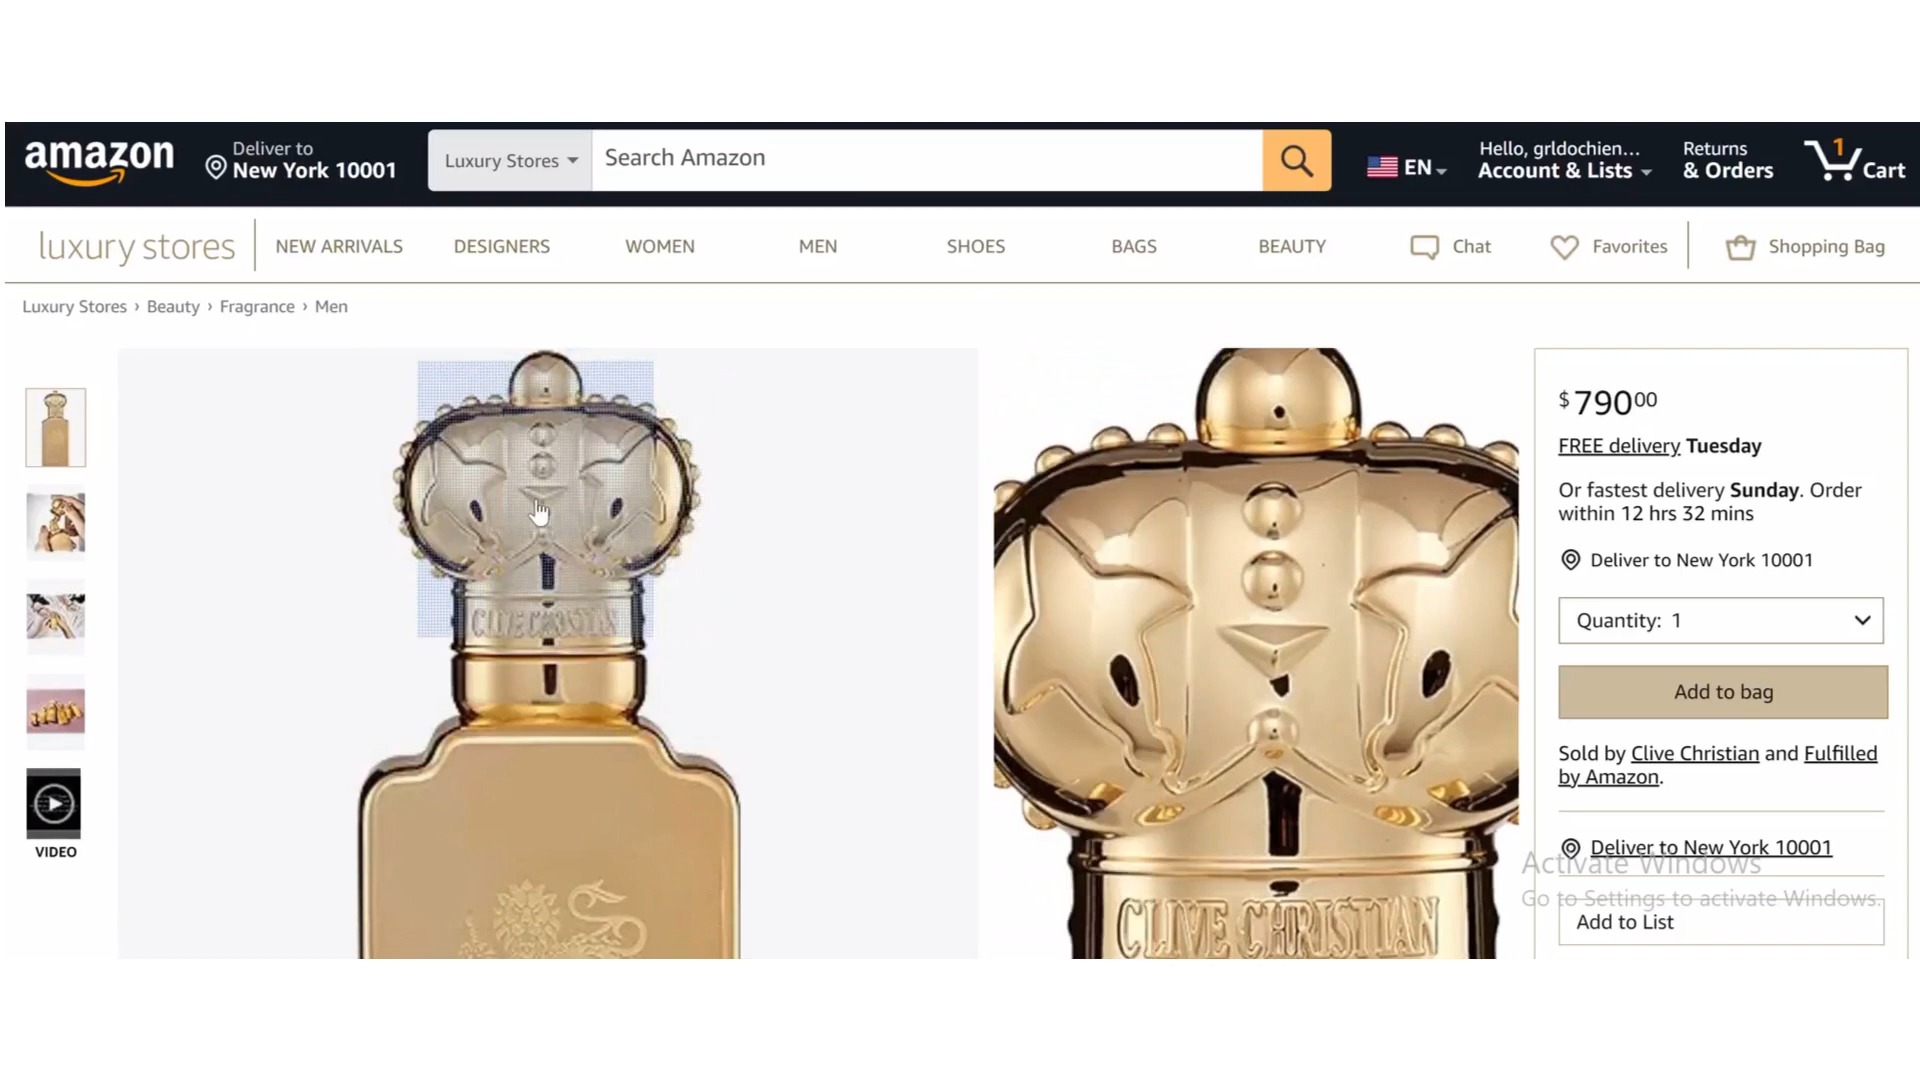 amazon
Deliver to
New York 10001
Luxury Stores
Search Amazon
EN
Hello, grldochien...
Account & Lists
Returns
& Orders
1
Cart
luxury stores
NEW ARRIVALS
DESIGNERS
WOMEN
MEN
SHOES
BAGS
BEAUTY
Chat
Favorites
Shopping Bag
Luxury Stores › Beauty › Fragrance › Men
VIDEO
CLIVE CHRISTIAN
CLIVE CHRISTIAN
$79000
FREE delivery Tuesday
Or fastest delivery Sunday. Order
within 12 hrs 32 mins
Deliver to New York 10001
Quantity: 1
Add to bag
Sold by Clive Christian and Fulfilled
by Amazon.
Deliver to New York 10001
Activate Windows
Go to Settings to activate Windows.
Add to List